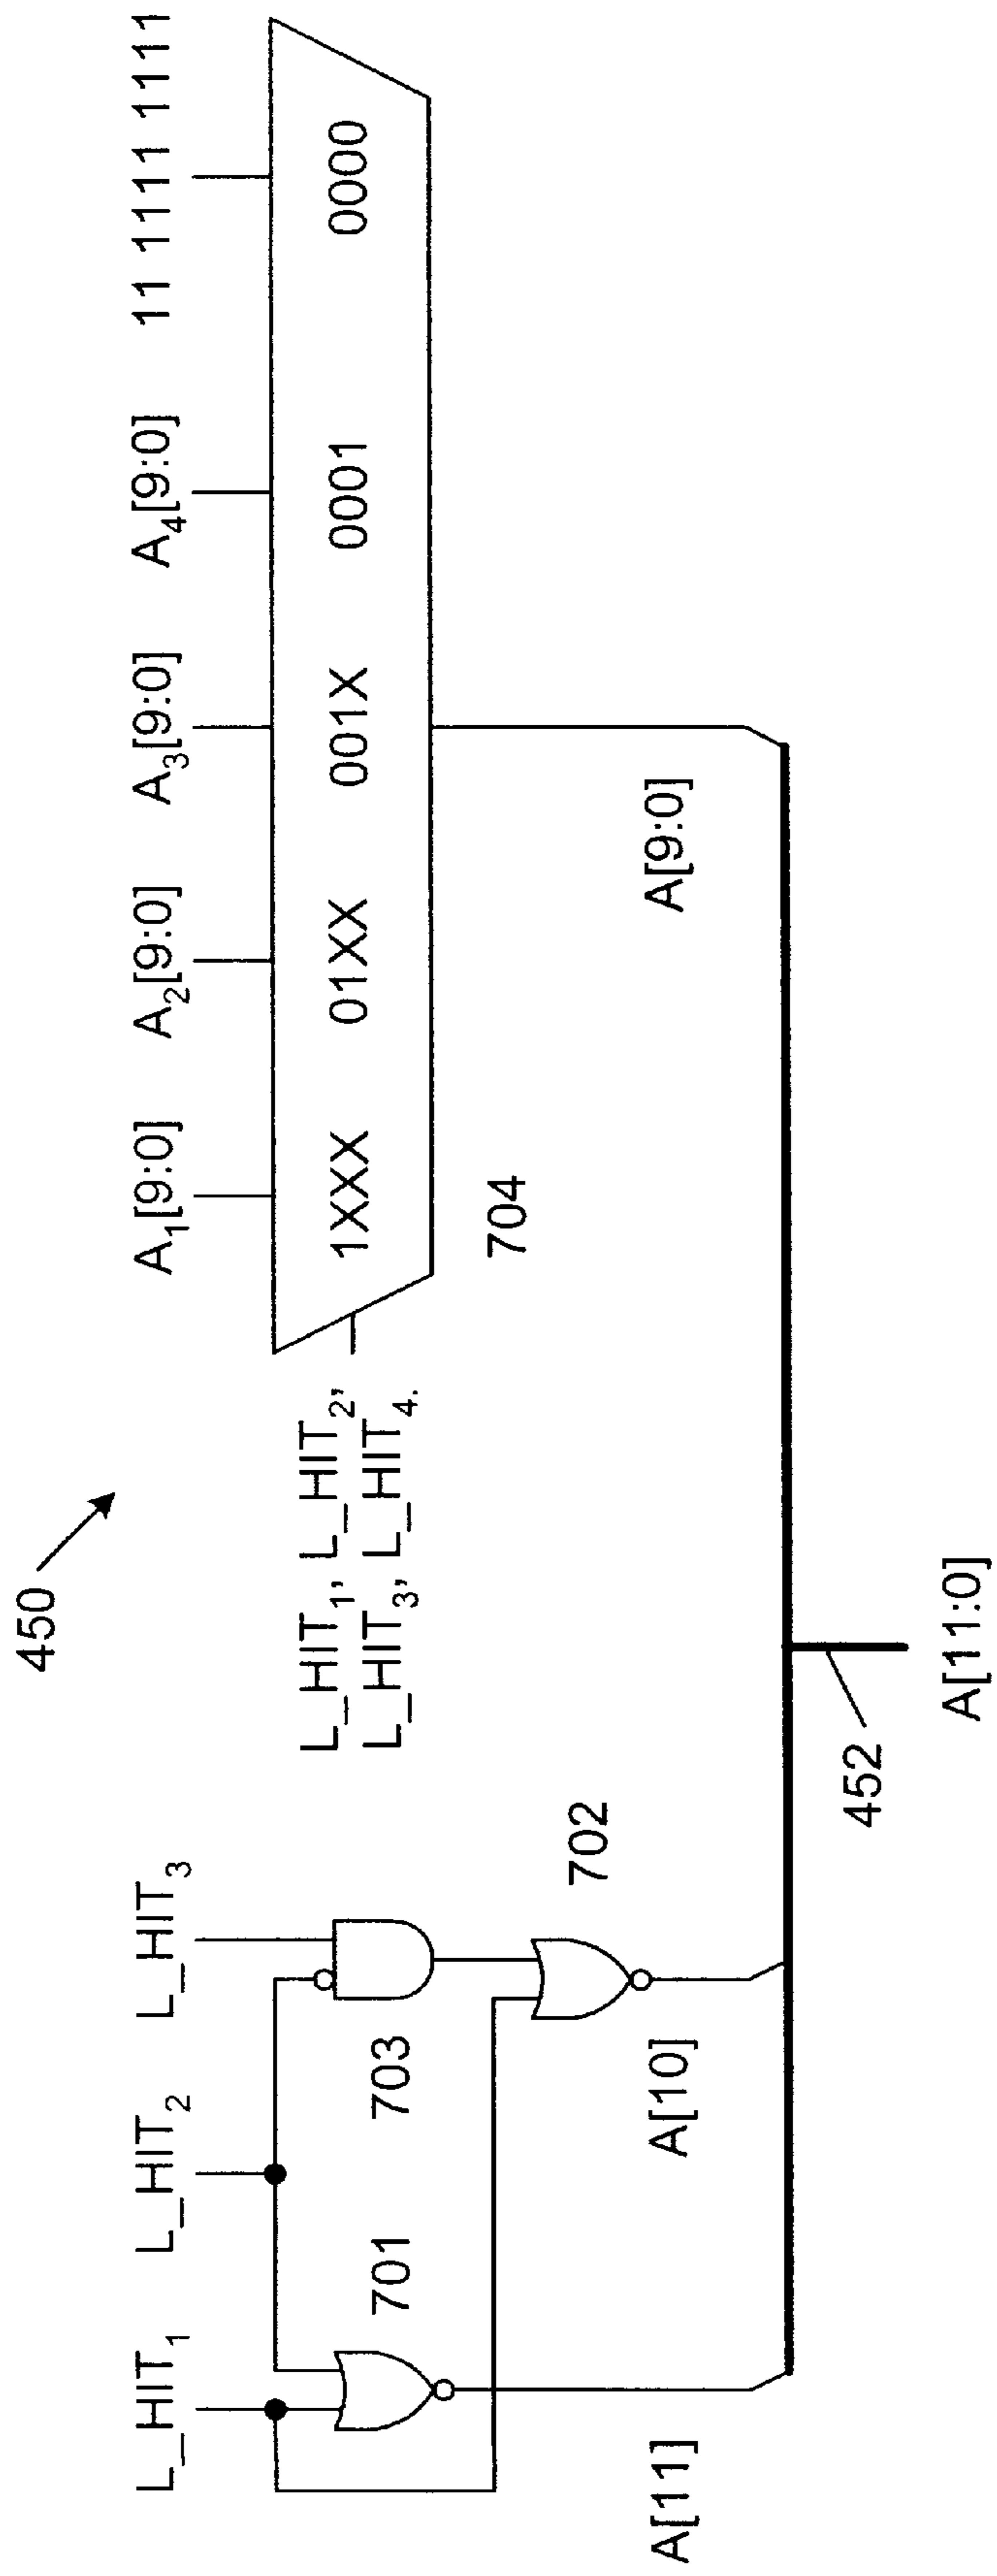 450
L_HIT1 L_HIT2 L_HIT3
A1[9:0] A2[9:0] A3[9:0] A4[9:0] 11 1111 1111
L_HIT1, L_HIT2,
L_HIT3, L_HIT4.
1XXX 01XX 001X 0001 0000
701 703
704
702
A[11] A[10] A[9:0]
452
A[11:0]